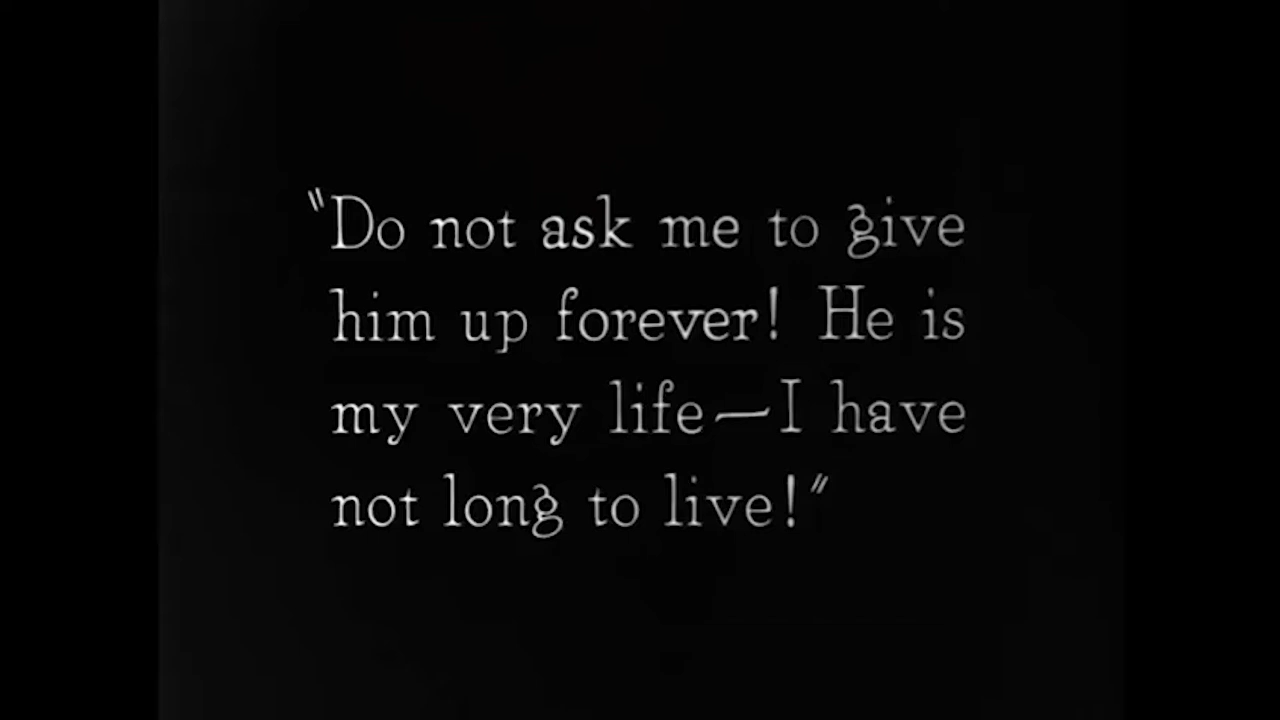 "Do not ask me to give
him up forever! He is
my very life—I have
not long to live!"